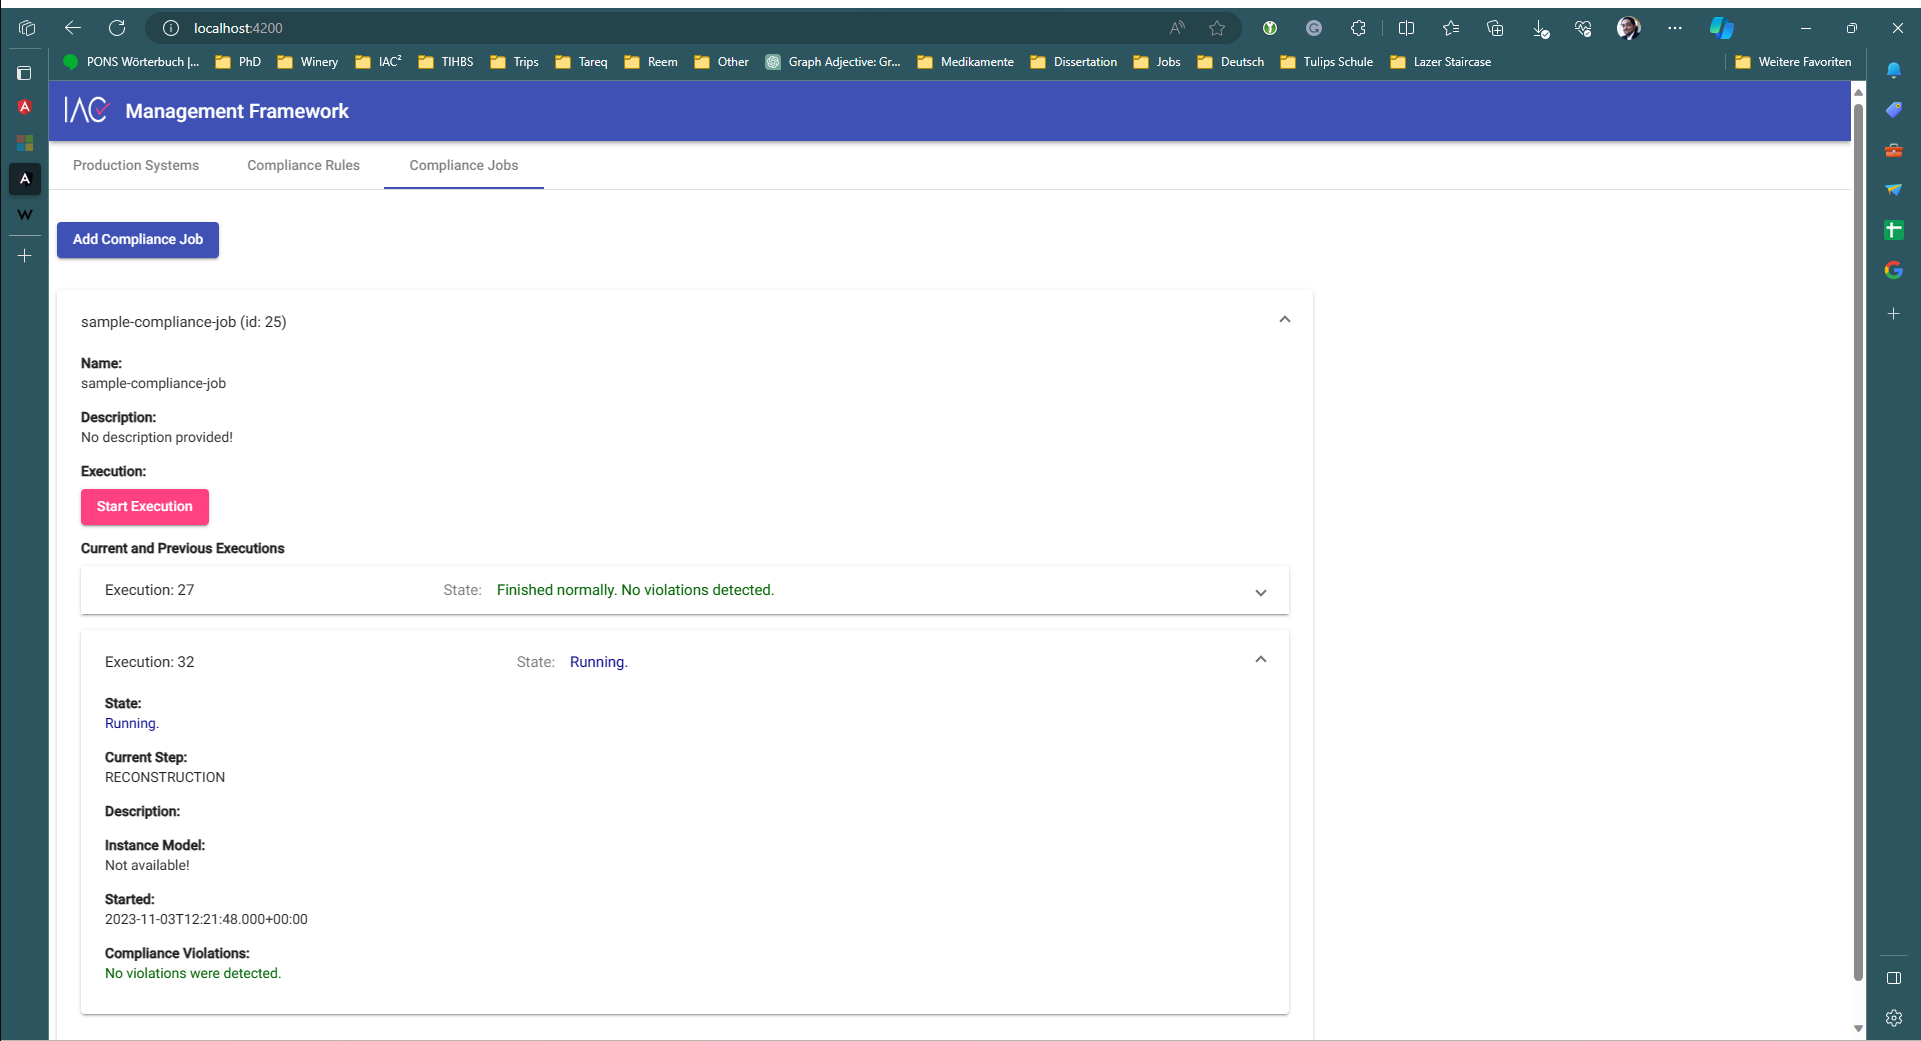 localhost:4200
PONS Wörterbuch |... PhD Winery IAC² TIHBS Trips Tareq Reem Other Graph Adjective: Gr... Medikamente Dissertation Jobs Deutsch Tulips Schule Lazer Staircase Weitere Favoriten
IAC Management Framework
Production Systems Compliance Rules Compliance Jobs
Add Compliance Job
sample-compliance-job (id: 25)
Name:
sample-compliance-job
Description:
No description provided!
Execution:
Start Execution
Current and Previous Executions
Execution: 27 State: Finished normally. No violations detected.
Execution: 32 State: Running.
State:
Running.
Current Step:
RECONSTRUCTION
Description:
Instance Model:
Not available!
Started:
2023-11-03T12:21:48.000+00:00
Compliance Violations:
No violations were detected.